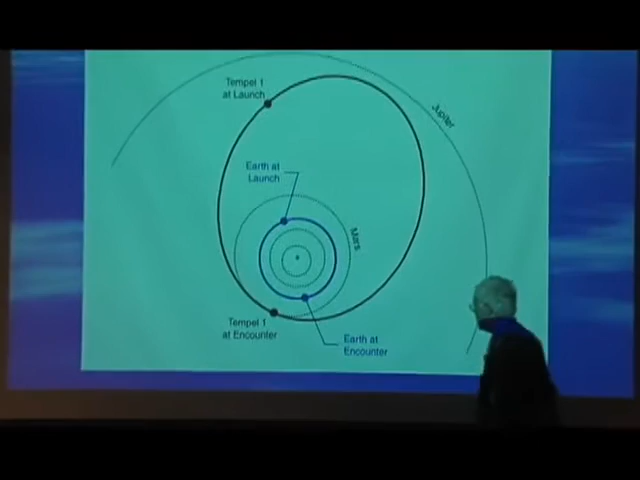 Tempel 1
at Launch
Jupiter
Earth at
Launch
Mars
Tempel 1
at Encounter
Earth at
Encounter